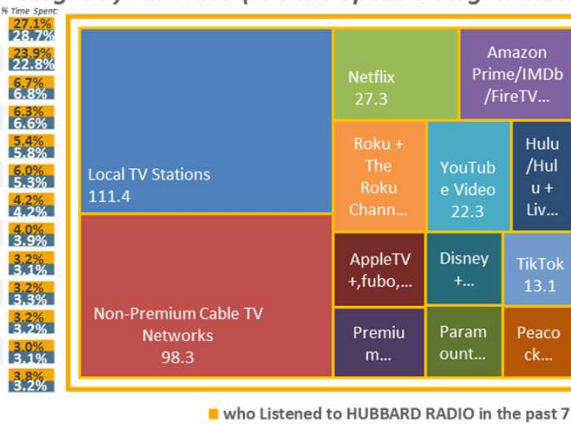 % Time Spent:
27.1%
28.7%
23.9%
22.8%
6.7%
6.8%
6.3%
6.6%
5.4%
5.8%
6.0%
5.3%
4.2%
4.2%
4.0%
3.9%
3.2%
3.1%
3.2%
3.3%
3.2%
3.2%
3.0%
3.1%
3.8%
3.2%
Local TV Stations
111.4
Non-Premium Cable TV
Networks
98.3
Netflix
27.3
Amazon
Prime/IMDb
/FireTV...
Roku +
The
Roku
Chann...
YouTub
e Video
22.3
Hulu
/Hul
u +
Liv...
AppleTV
+,fubo,...
Disney
+...
TikTok
13.1
Premiu
m...
Param
ount...
Peaco
ck...
who Listened to HUBBARD RADIO in the past 7